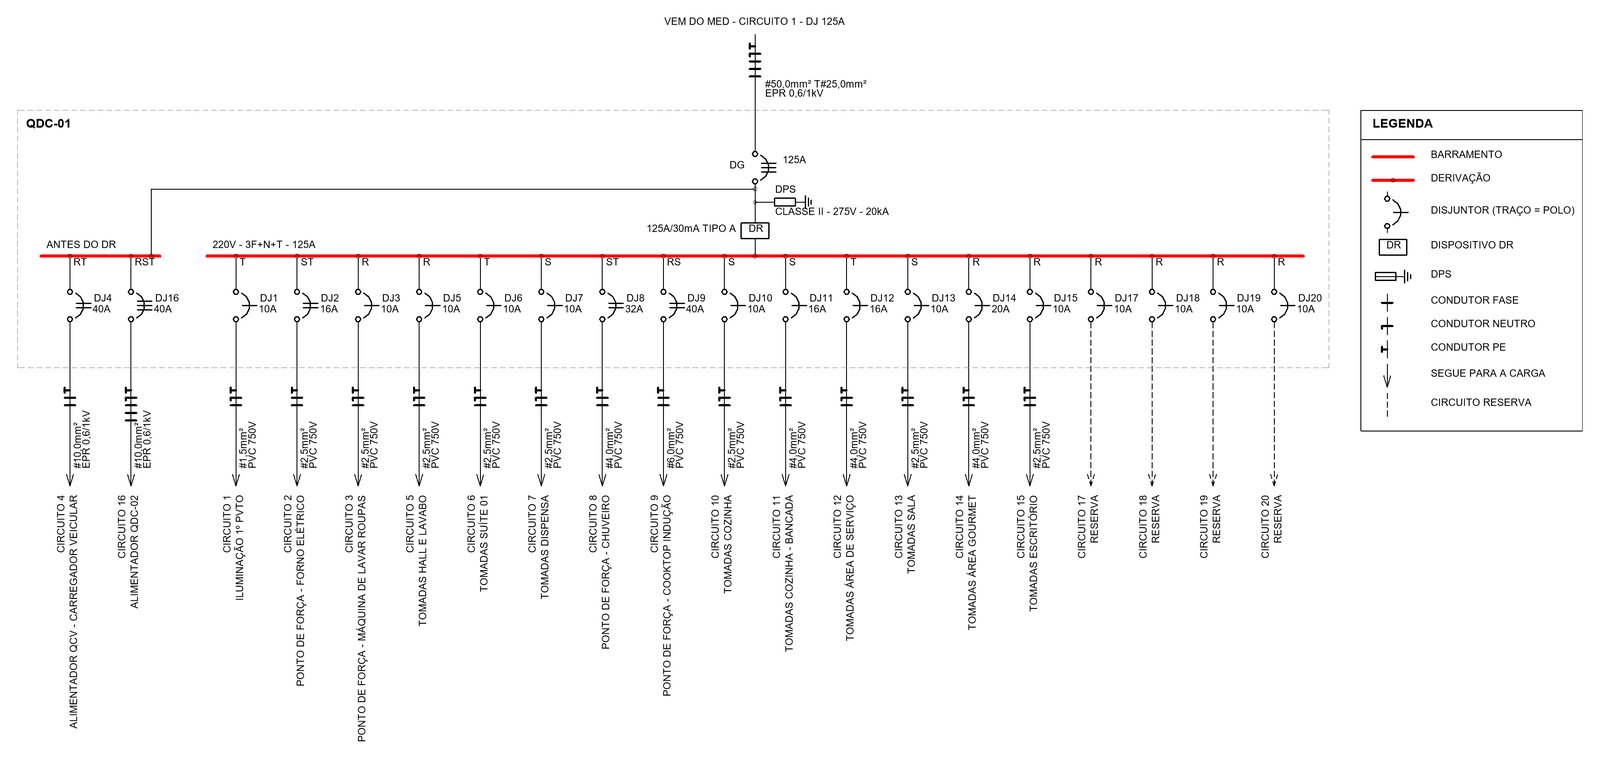 VEM DO MED - CIRCUITO 1 - DJ 125A
#50,0mm² T#25,0mm²
EPR 0,6/1kV
QDC-01
DG
125A
DPS
CLASSE II - 275V - 20kA
125A/30mA TIPO A
DR
ANTES DO DR
220V - 3F+N+T - 125A
RT
RST
T
ST
R
R
T
S
ST
RS
S
S
T
S
R
R
R
R
R
R
DJ4
40A
DJ16
40A
DJ1
10A
DJ2
16A
DJ3
10A
DJ5
10A
DJ6
10A
DJ7
10A
DJ8
32A
DJ9
40A
DJ10
10A
DJ11
16A
DJ12
16A
DJ13
10A
DJ14
20A
DJ15
10A
DJ17
10A
DJ18
10A
DJ19
10A
DJ20
10A
#10,0mm²
EPR 0,6/1kV
#10,0mm²
EPR 0,6/1kV
#1,5mm²
PVC 750V
#2,5mm²
PVC 750V
#2,5mm²
PVC 750V
#2,5mm²
PVC 750V
#2,5mm²
PVC 750V
#2,5mm²
PVC 750V
#4,0mm²
PVC 750V
#6,0mm²
PVC 750V
#2,5mm²
PVC 750V
#4,0mm²
PVC 750V
#4,0mm²
PVC 750V
#2,5mm²
PVC 750V
#4,0mm²
PVC 750V
#2,5mm²
PVC 750V
CIRCUITO 4
ALIMENTADOR QCV - CARREGADOR VEICULAR
CIRCUITO 16
ALIMENTADOR QDC-02
CIRCUITO 1
ILUMINAÇÃO 1º PVTO
CIRCUITO 2
PONTO DE FORÇA - FORNO ELÉTRICO
CIRCUITO 3
PONTO DE FORÇA - MÁQUINA DE LAVAR ROUPAS
CIRCUITO 5
TOMADAS HALL E LAVABO
CIRCUITO 6
TOMADAS SUÍTE 01
CIRCUITO 7
TOMADAS DISPENSA
CIRCUITO 8
PONTO DE FORÇA - CHUVEIRO
CIRCUITO 9
PONTO DE FORÇA - COOKTOP INDUÇÃO
CIRCUITO 10
TOMADAS COZINHA
CIRCUITO 11
TOMADAS COZINHA - BANCADA
CIRCUITO 12
TOMADAS ÁREA DE SERVIÇO
CIRCUITO 13
TOMADAS SALA
CIRCUITO 14
TOMADAS ÁREA GOURMET
CIRCUITO 15
TOMADAS ESCRITÓRIO
CIRCUITO 17
RESERVA
CIRCUITO 18
RESERVA
CIRCUITO 19
RESERVA
CIRCUITO 20
RESERVA
LEGENDA
BARRAMENTO
DERIVAÇÃO
DISJUNTOR (TRAÇO = POLO)
DR
DISPOSITIVO DR
DPS
CONDUTOR FASE
CONDUTOR NEUTRO
CONDUTOR PE
SEGUE PARA A CARGA
CIRCUITO RESERVA